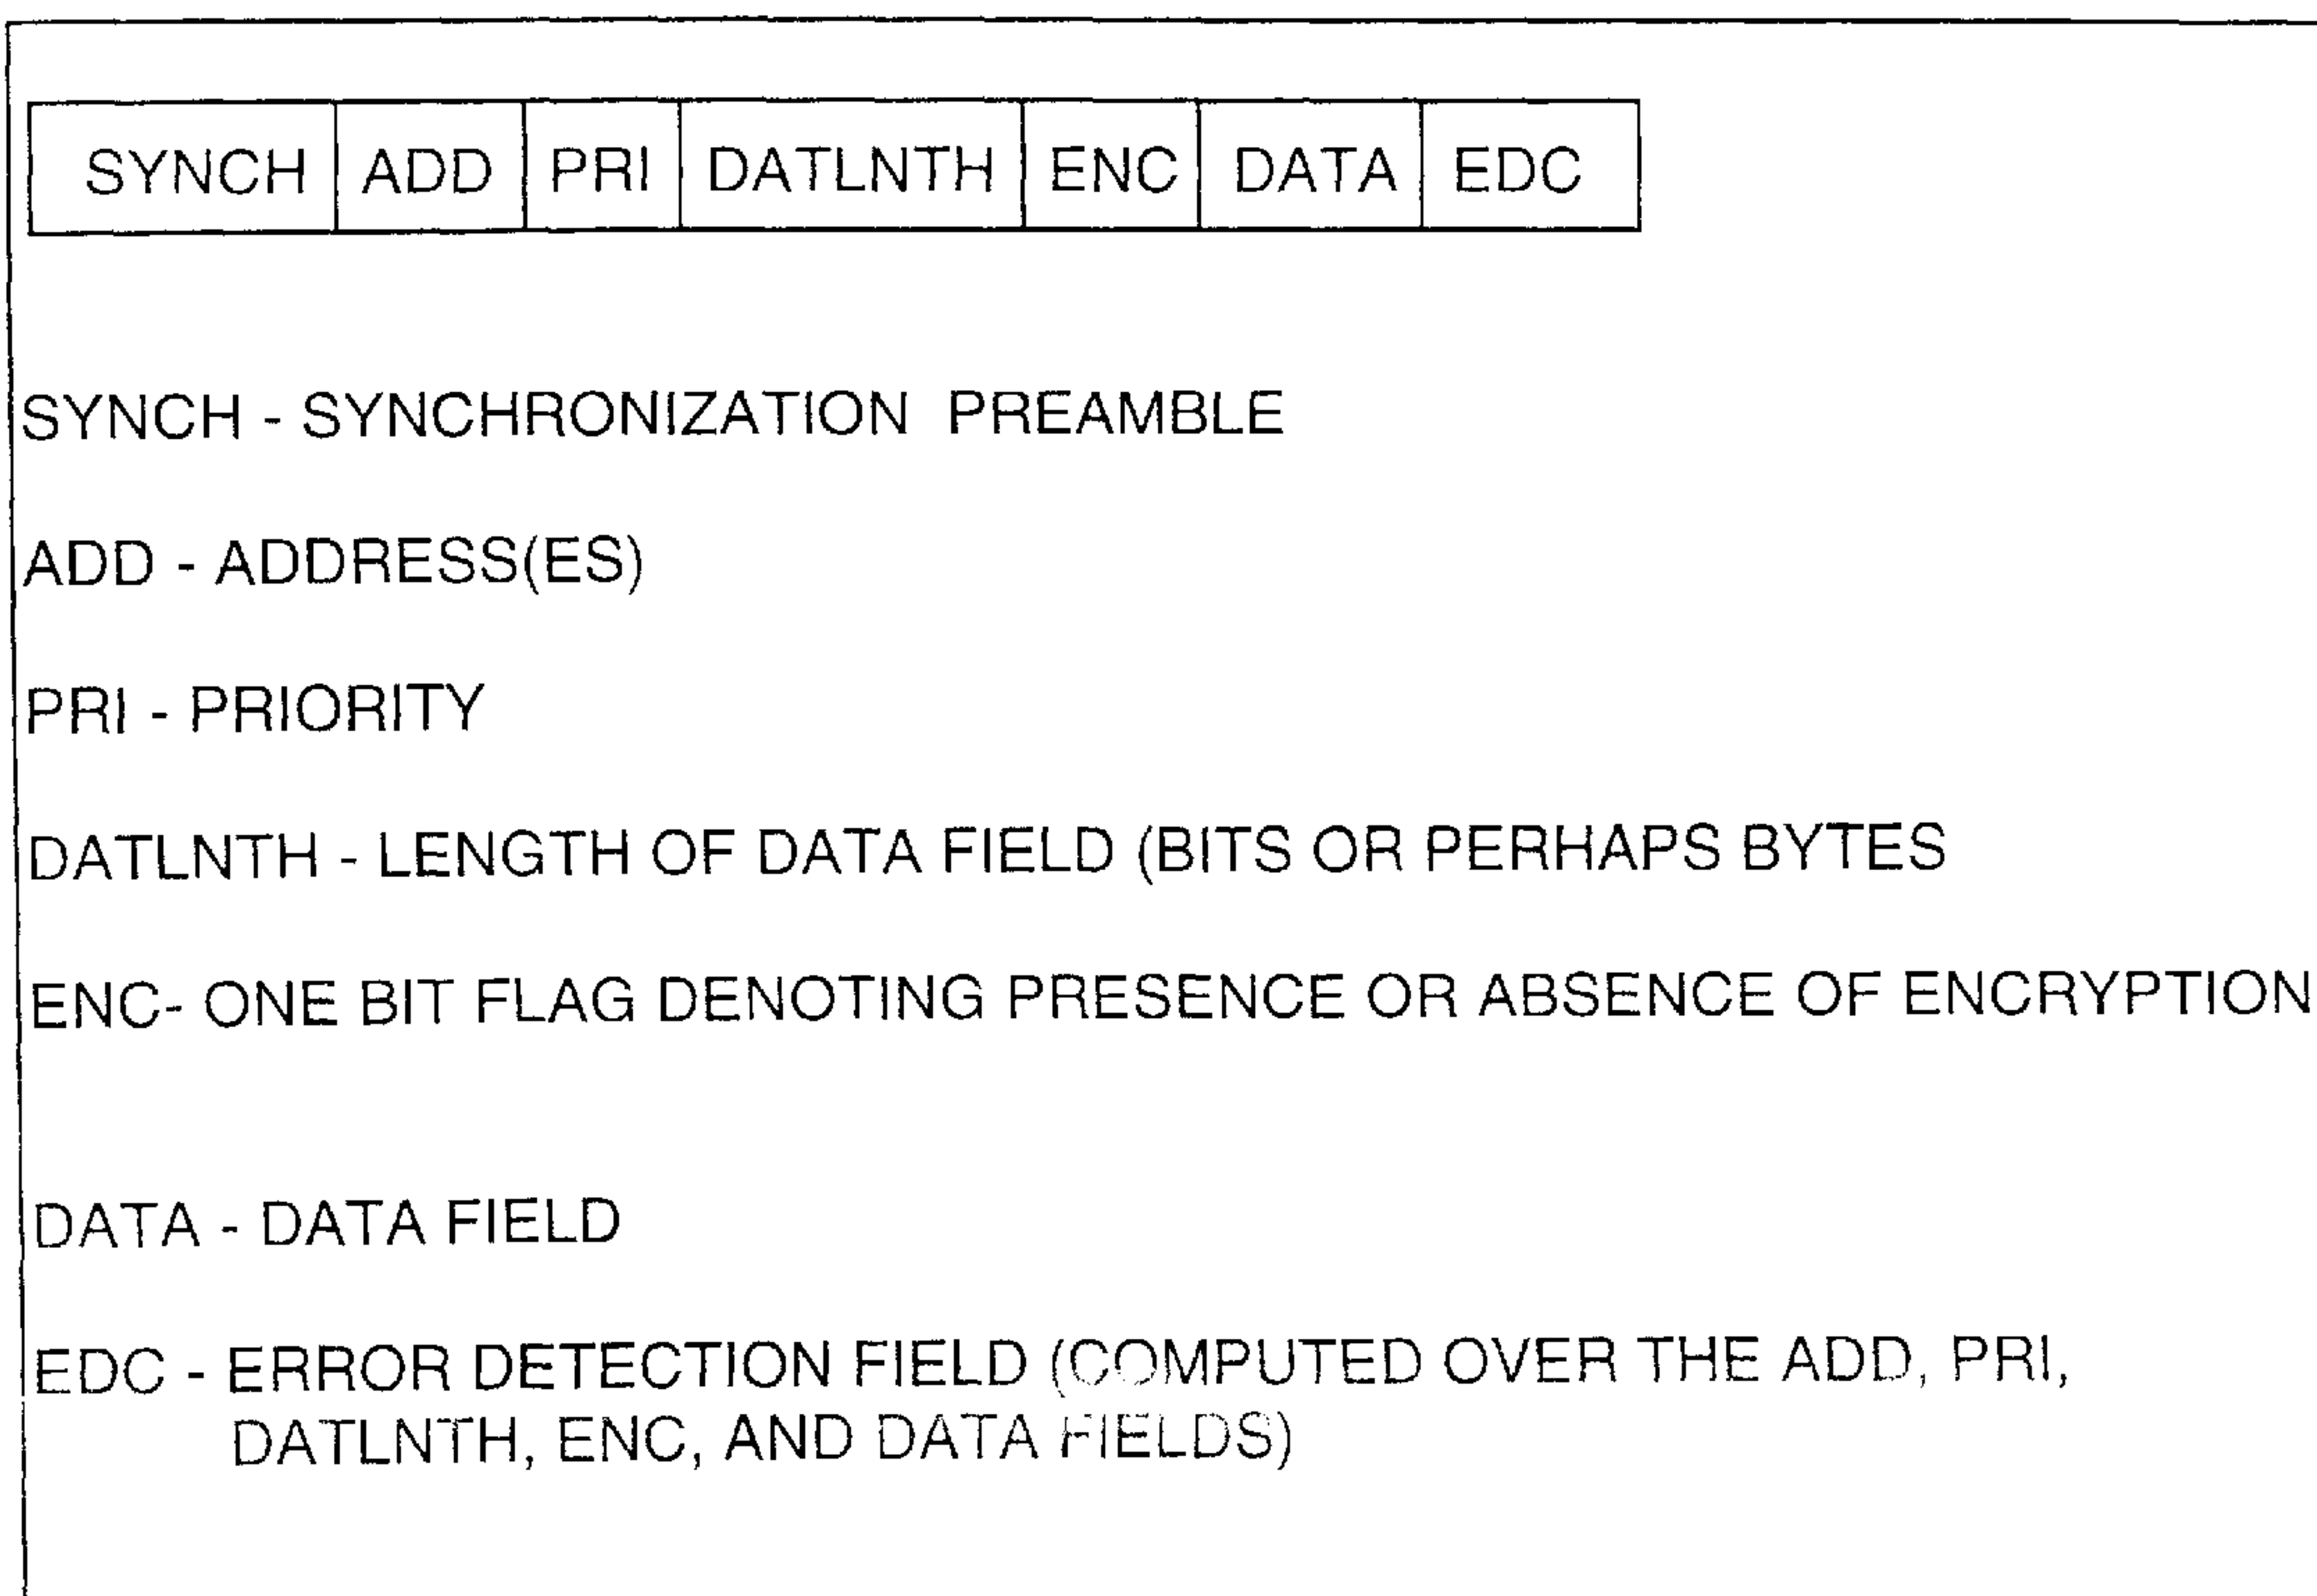 SYNCH ADD PRI DATLNTH ENC DATA EDC
SYNCH - SYNCHRONIZATION PREAMBLE
ADD - ADDRESS(ES)
PRI - PRIORITY
DATLNTH - LENGTH OF DATA FIELD (BITS OR PERHAPS BYTES
ENC- ONE BIT FLAG DENOTING PRESENCE OR ABSENCE OF ENCRYPTION
DATA - DATA FIELD
EDC - ERROR DETECTION FIELD (COMPUTED OVER THE ADD, PRI,
DATLNTH, ENC, AND DATA FIELDS)